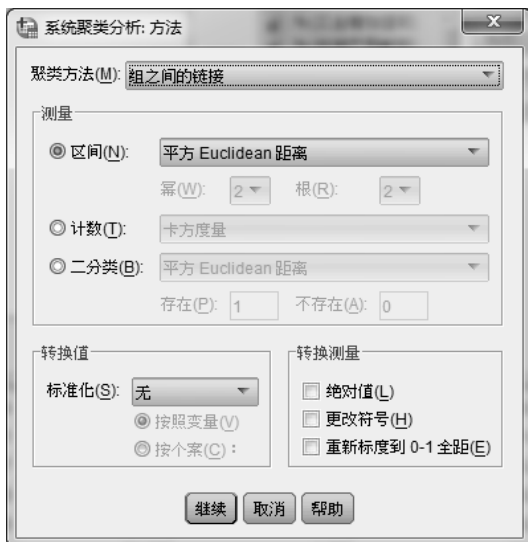 系统聚类分析: 方法
聚类方法(M): 组之间的链接
测量
区间(N): 平方 Euclidean 距离
幂(W): 2 根(R): 2
计数(T): 卡方度量
二分类(B): 平方 Euclidean 距离
存在(P): 1 不存在(A): 0
转换值
标准化(S): 无
按照变量(V)
按个案(C)：
转换测量
绝对值(L)
更改符号(H)
重新标度到 0-1 全距(E)
继续 取消 帮助